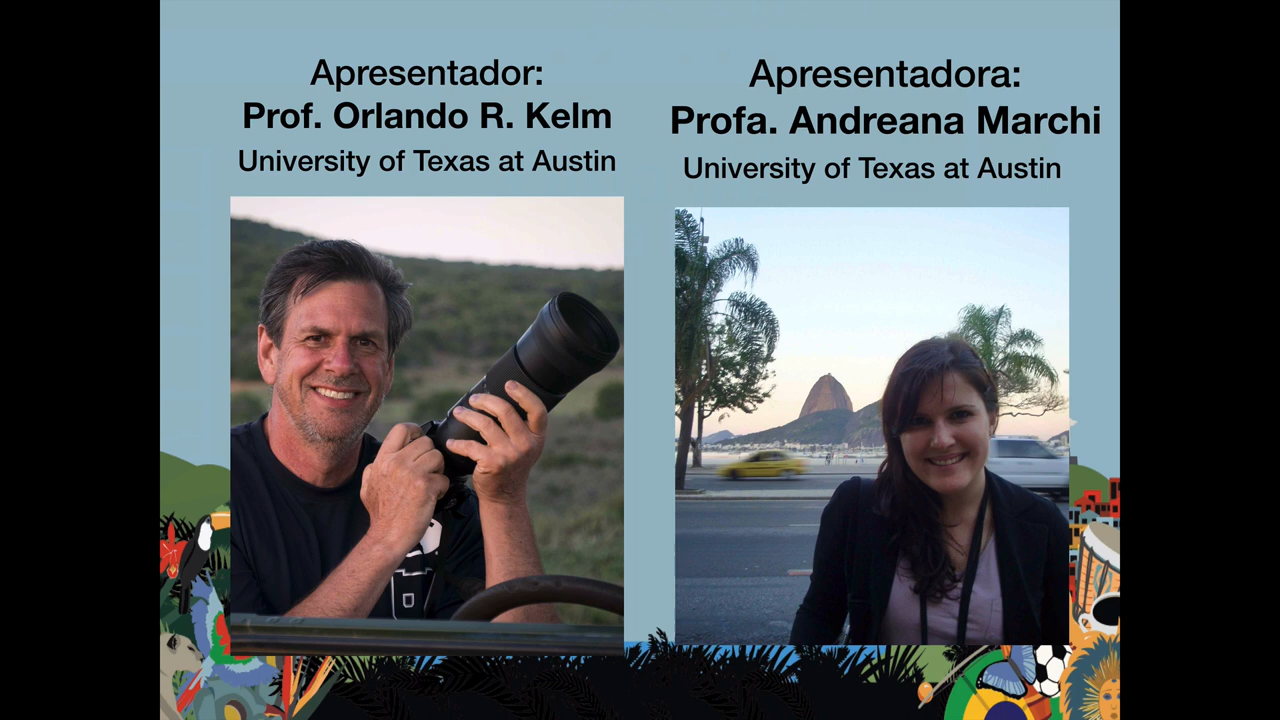 Apresentador:
Prof. Orlando R. Kelm
University of Texas at Austin
Apresentadora:
Profa. Andreana Marchi
University of Texas at Austin